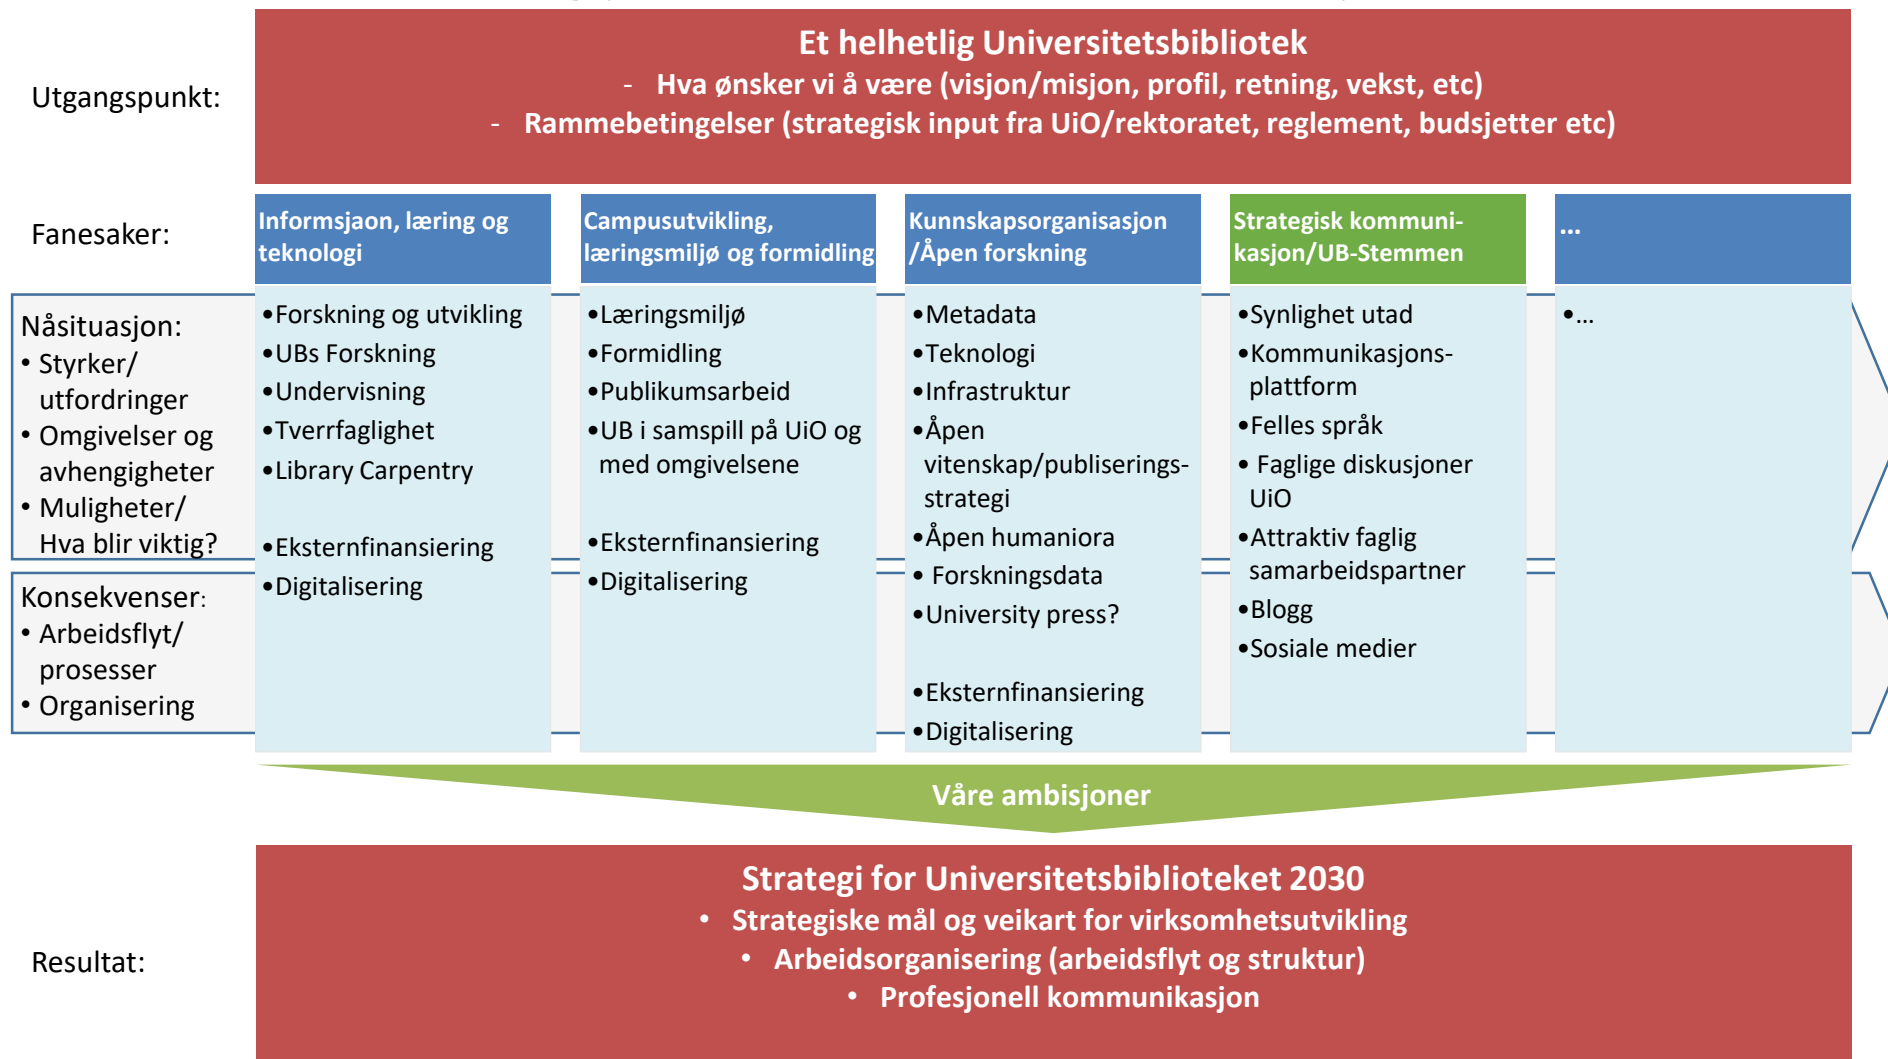 Et helhetlig Universitetsbibliotek
- Hva ønsker vi å være (visjon/misjon, profil, retning, vekst, etc)
- Rammebetingelser (strategisk input fra UiO/rektoratet, reglement, budsjetter etc)
Utgangspunkt:
Fanesaker:
Informsjaon, læring og
teknologi
Campusutvikling,
læringsmiljø og formidling
Kunnskapsorganisasjon
/Åpen forskning
Strategisk kommuni-
kasjon/UB-Stemmen
...
Nåsituasjon:
• Styrker/
utfordringer
• Omgivelser og
avhengigheter
• Muligheter/
Hva blir viktig?
Konsekvenser:
• Arbeidsflyt/
prosesser
• Organisering
•Forskning og utvikling
•UBs Forskning
•Undervisning
•Tverrfaglighet
•Library Carpentry
•Eksternfinansiering
•Digitalisering
•Læringsmiljø
•Formidling
•Publikumsarbeid
•UB i samspill på UiO og
med omgivelsene
•Eksternfinansiering
•Digitalisering
•Metadata
•Teknologi
•Infrastruktur
•Åpen
vitenskap/publiserings-
strategi
•Åpen humaniora
• Forskningsdata
•University press?
•Eksternfinansiering
•Digitalisering
•Synlighet utad
•Kommunikasjons-
plattform
•Felles språk
• Faglige diskusjoner
UiO
•Attraktiv faglig
samarbeidspartner
•Blogg
•Sosiale medier
•...
Våre ambisjoner
Resultat:
Strategi for Universitetsbiblioteket 2030
• Strategiske mål og veikart for virksomhetsutvikling
• Arbeidsorganisering (arbeidsflyt og struktur)
• Profesjonell kommunikasjon